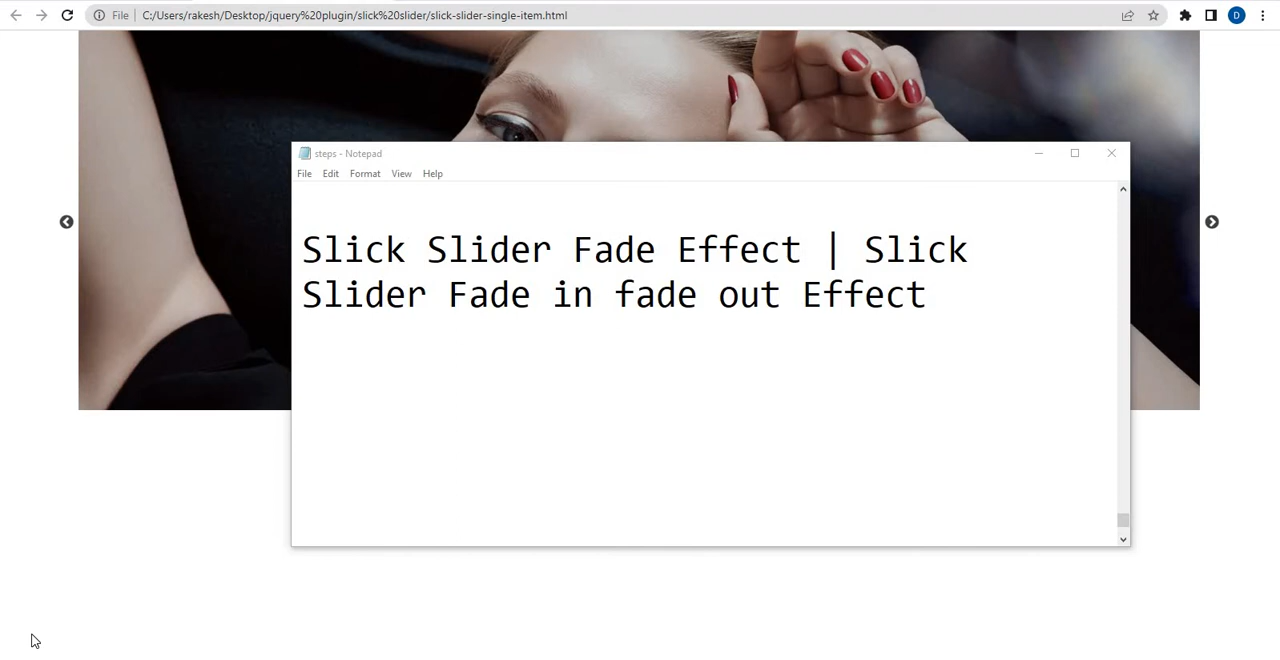 File C:/Users/rakesh/Desktop/jquery%20plugin/slick%20slider/slick-slider-single-item.html D
steps - Notepad
File Edit Format View Help
Slick Slider Fade Effect | Slick
Slider Fade in fade out Effect